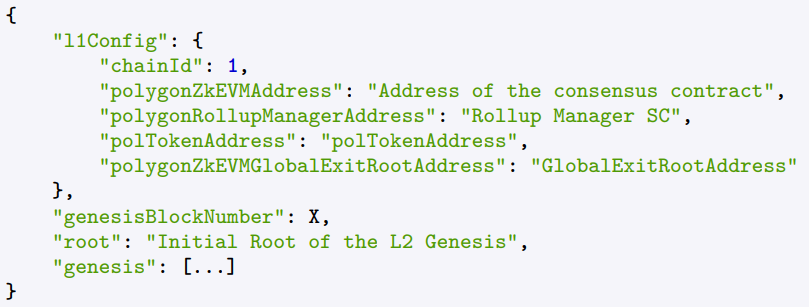 {
    "l1Config": {
        "chainId": 1,
        "polygonZkEVMAddress": "Address of the consensus contract",
        "polygonRollupManagerAddress": "Rollup Manager SC",
        "polTokenAddress": "polTokenAddress",
        "polygonZkEVMGlobalExitRootAddress": "GlobalExitRootAddress"
    },
    "genesisBlockNumber": X,
    "root": "Initial Root of the L2 Genesis",
    "genesis": [...]
}